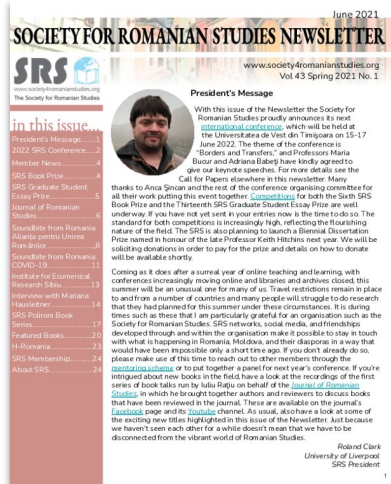 June 2021
SOCIETY FOR ROMANIAN STUDIES NEWSLETTER
SRS
www.society4romanianstudies.org
The Society for Romanian Studies
www.society4romanianstudies.org
Vol 43 Spring 2021 No. 1
in this issue...
President's Message........1
2022 SRS Conference.....2
Member News...............
SRS Book Prize...............4
SRS Graduate Student
Essay Prize.....................5
Journal of Romanian
Studies...........................6
Soundbite from Romania:
Alianța pentru Unirea
Românilor......................8
Soundbite from Romania:
COVID-19......................11
Institute for Ecumenical
Research Sibiu..............13
Interview with Mariana
Hausleitner...................14
SRS Polirom Book
Series............................17
Featured Books.............20
H-Romania....................23
SRS Membership..........24
About SRS.....................24
President's Message
With this issue of the Newsletter the Society for
Romanian Studies proudly announces its next
international conference, which will be held at
the Universitatea de Vest din Timișoara on 15-17
June 2022. The theme of the conference is
"Borders and Transfers," and Professors Maria
Bucur and Adriana Babeți have kindly agreed to
give our keynote speeches. For more details see the
Call for Papers elsewhere in this Newsletter. Many
thanks to Anca Șincan and the rest of the conference organising committee for
all their work putting this event together. Competitions for both the Sixth SRS
Book Prize and the Thirteenth SRS Graduate Student Essay Prize are well
underway. If you have not yet sent in your entries now is the time to do so. The
standard for both competitions is increasingly high, reflecting the flourishing
nature of the field. The SRS is also planning to launch a Biennial Dissertation
Prize named in honour of the late Professor Keith Hitchins next year. We will be
soliciting donations in order to pay for the prize and details on how to donate
will be available shortly.
Coming as it does after a surreal year of online teaching and learning, with
conferences increasingly moving online and libraries and archives closed, this
summer will be an unusual one for many of us. Travel restrictions remain in place
to and from a number of countries and many people will struggle to do research
that they had planned for this summer under these circumstances. It is during
times such as these that I am particularly grateful for an organisation such as the
Society for Romanian Studies. SRS networks, social media, and friendships
developed through and within the organisation make it possible to stay in touch
with what is happening in Romania, Moldova, and their diasporas in a way that
would have been impossible only a short time ago. If you don't already do so,
please make use of this time to reach out to other members through the
mentoring scheme or to put together a panel for next year's conference. If you're
intrigued about new books in the field, have a look at the recordings of the first
series of book talks run by Iuliu Rațiu on behalf of the Journal of Romanian
Studies, in which he brought together authors and reviewers to discuss books
that have been reviewed in the journal. These are available on the journal's
Facebook page and its Youtube channel. As usual, also have a look at some of
the exciting new titles highlighted in this issue of the Newsletter. Just because
we haven't seen each other for a while doesn't mean that we have to be
disconnected from the vibrant world of Romanian Studies.
Roland Clark
University of Liverpool
SRS President
1